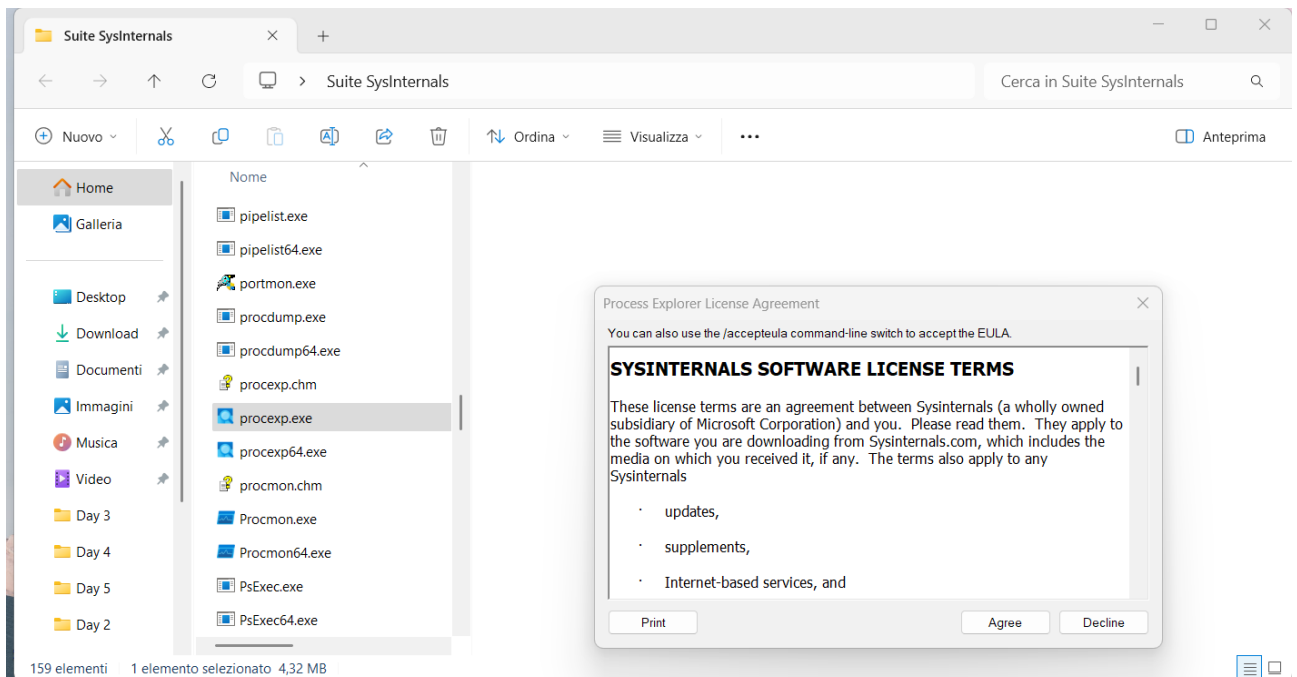 Suite SysInternals
Suite SysInternals
Cerca in Suite SysInternals
Nuovo
Ordina
Visualizza
Anteprima
Home
Galleria
Desktop
Download
Documenti
Immagini
Musica
Video
Day 3
Day 4
Day 5
Day 2
Nome
pipelist.exe
pipelist64.exe
portmon.exe
procdump.exe
procdump64.exe
procexp.chm
procexp.exe
procexp64.exe
procmon.chm
Procmon.exe
Procmon64.exe
PsExec.exe
PsExec64.exe
Process Explorer License Agreement
You can also use the /accepteula command-line switch to accept the EULA.
SYSINTERNALS SOFTWARE LICENSE TERMS
These license terms are an agreement between Sysinternals (a wholly owned
subsidiary of Microsoft Corporation) and you. Please read them. They apply to
the software you are downloading from Sysinternals.com, which includes the
media on which you received it, if any. The terms also apply to any
Sysinternals
· updates,
· supplements,
· Internet-based services, and
Print
Agree
Decline
159 elementi
1 elemento selezionato 4,32 MB